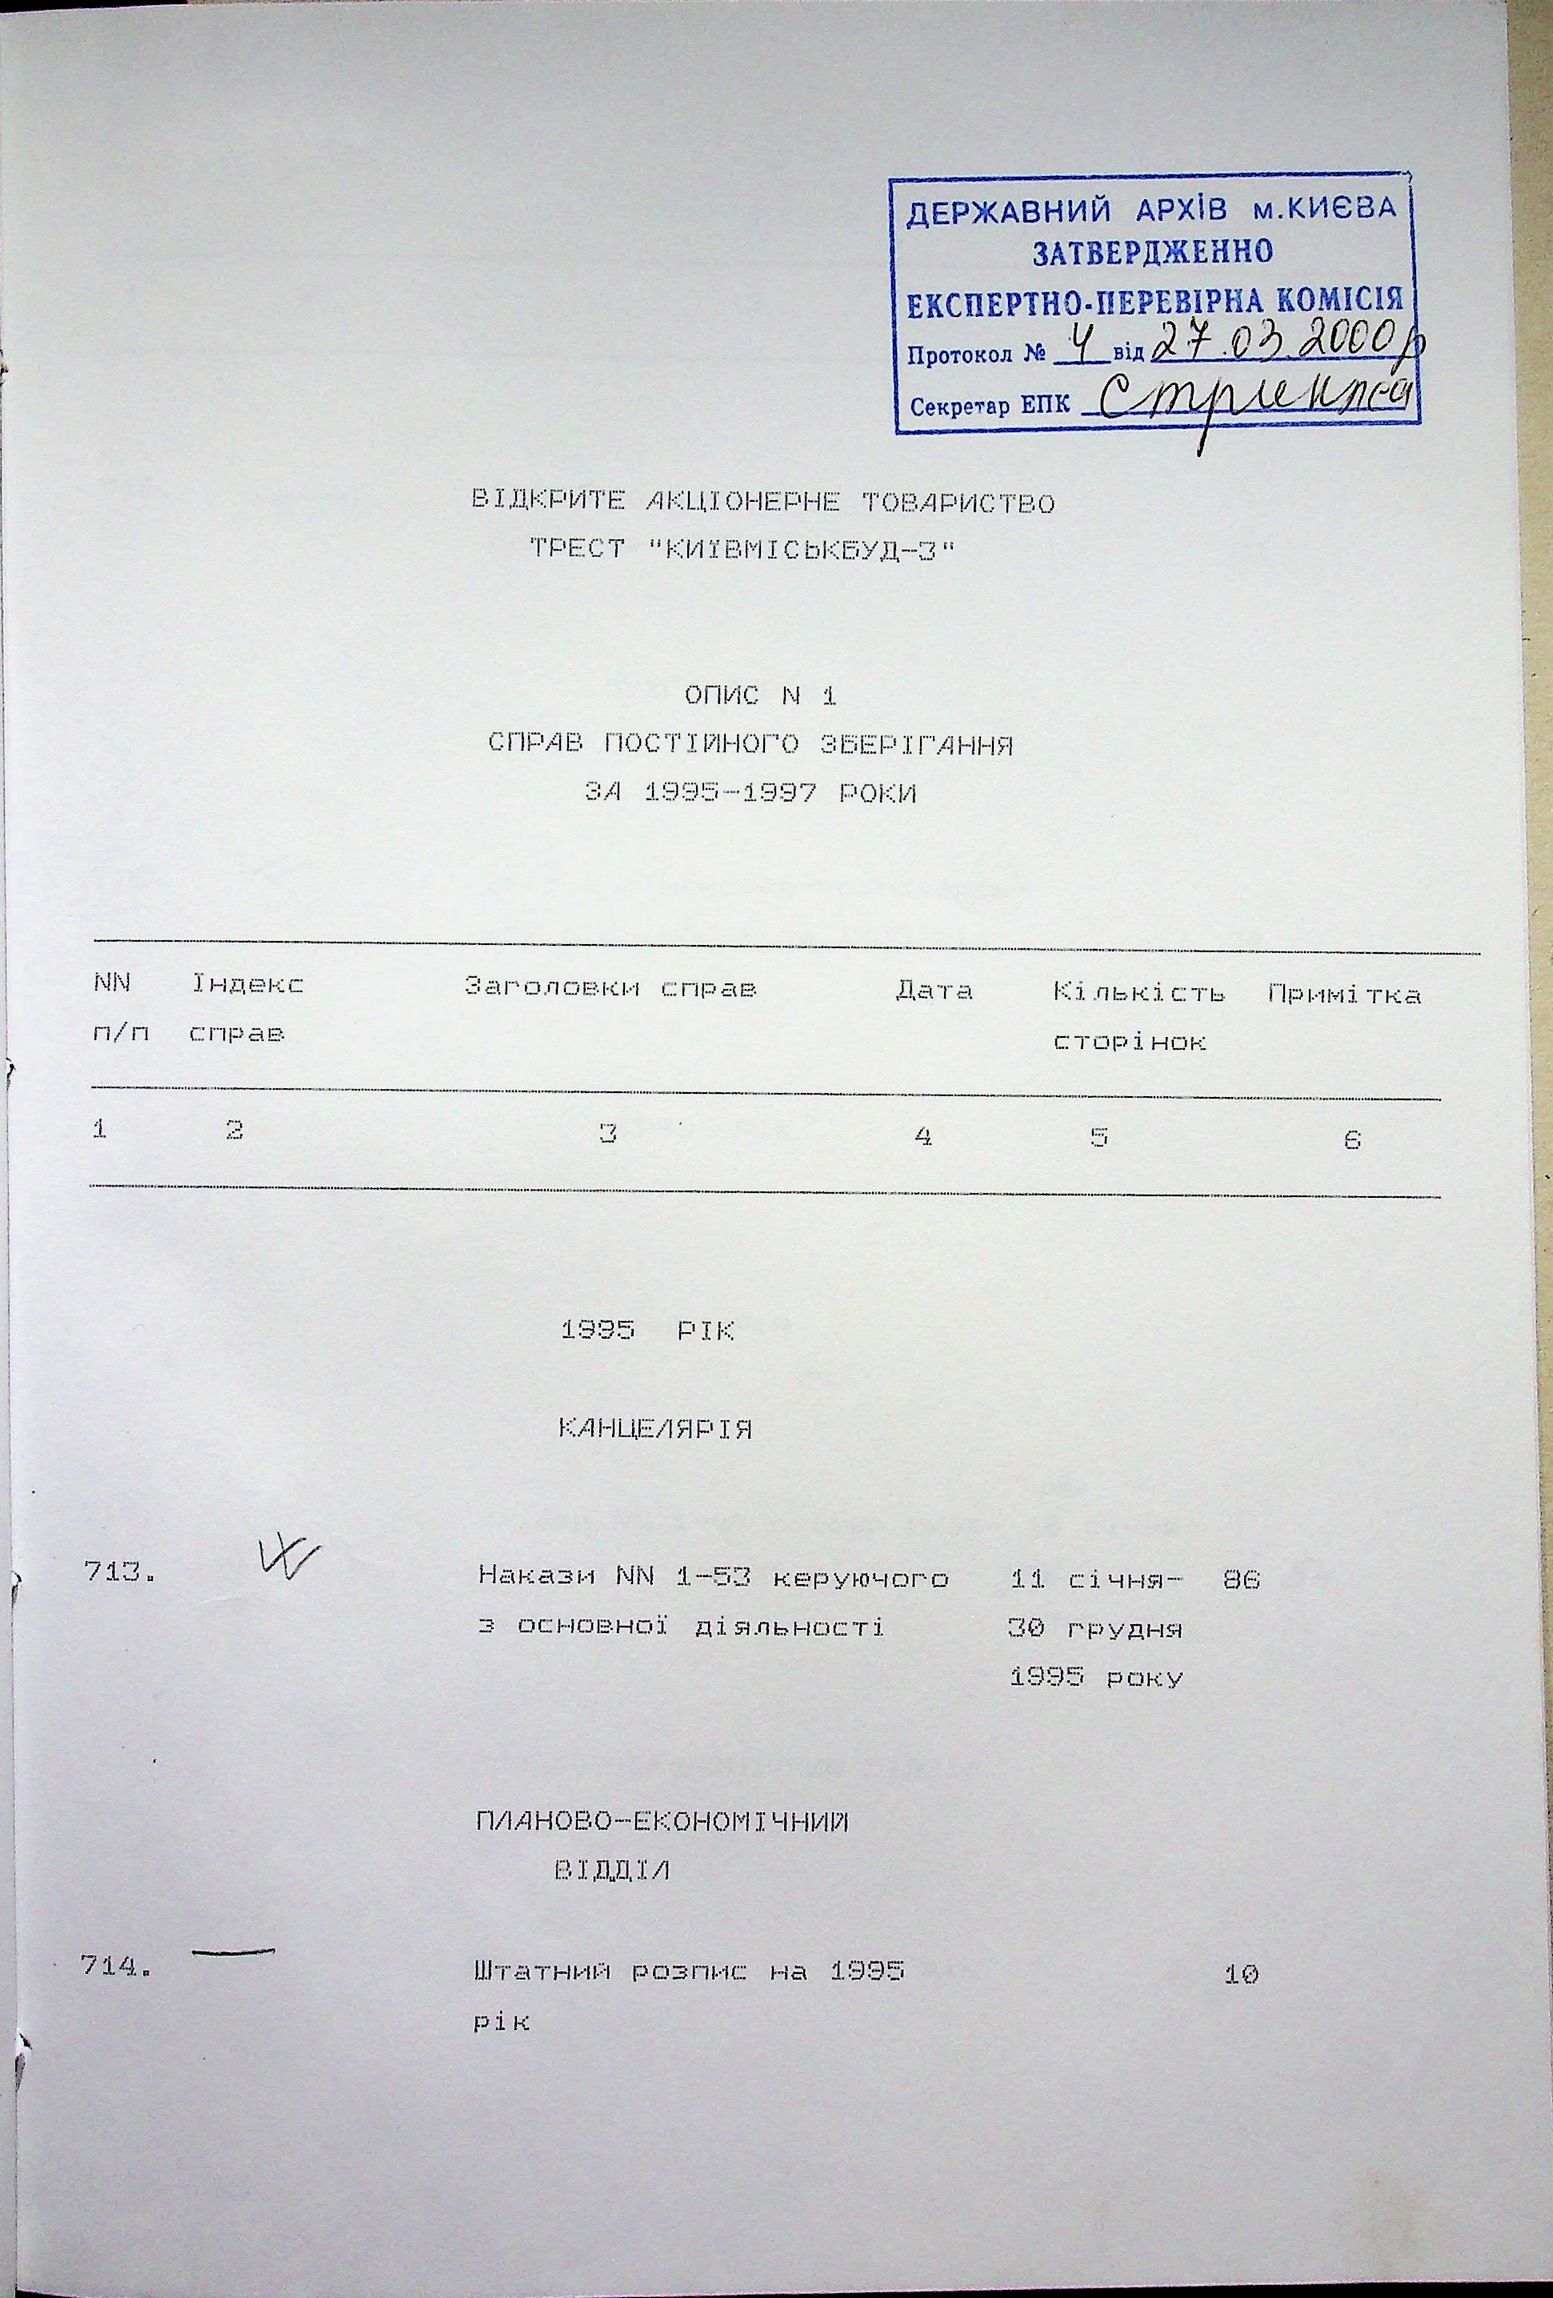 ДЕРЖАВНИЙ АРХІВ м.КИЄВА
ЗАТВЕРДЖЕННО
ЕКСПЕРТНО-ПЕРЕВІРНА КОМІСІЯ
Протокол № 4 від 27.03.2000р
Секретар ЕПК
ВІДКРИТЕ АКЦІОНЕРНЕ ТОВАРИСТВО
ТРЕСТ "КИЇВМІСЬКБУД-3"
ОПИС N 1
СПРАВ ПОСТІЙНОГО ЗБЕРІГАННЯ
ЗА 1995-1997 РОКИ
NN Індекс Заголовки справ Дата Кількість Примітка
п/п справ сторінок
1 2 3 4 5 6
1995 РІК
КАНЦЕЛЯРІЯ
713. Накази NN 1-53 керуючого 11 січня- 86
з основної діяльності 30 грудня
1995 року
ПЛАНОВО-ЕКОНОМІЧНИЙ
ВІДДІЛ
714. Штатний розпис на 1995 10
рік